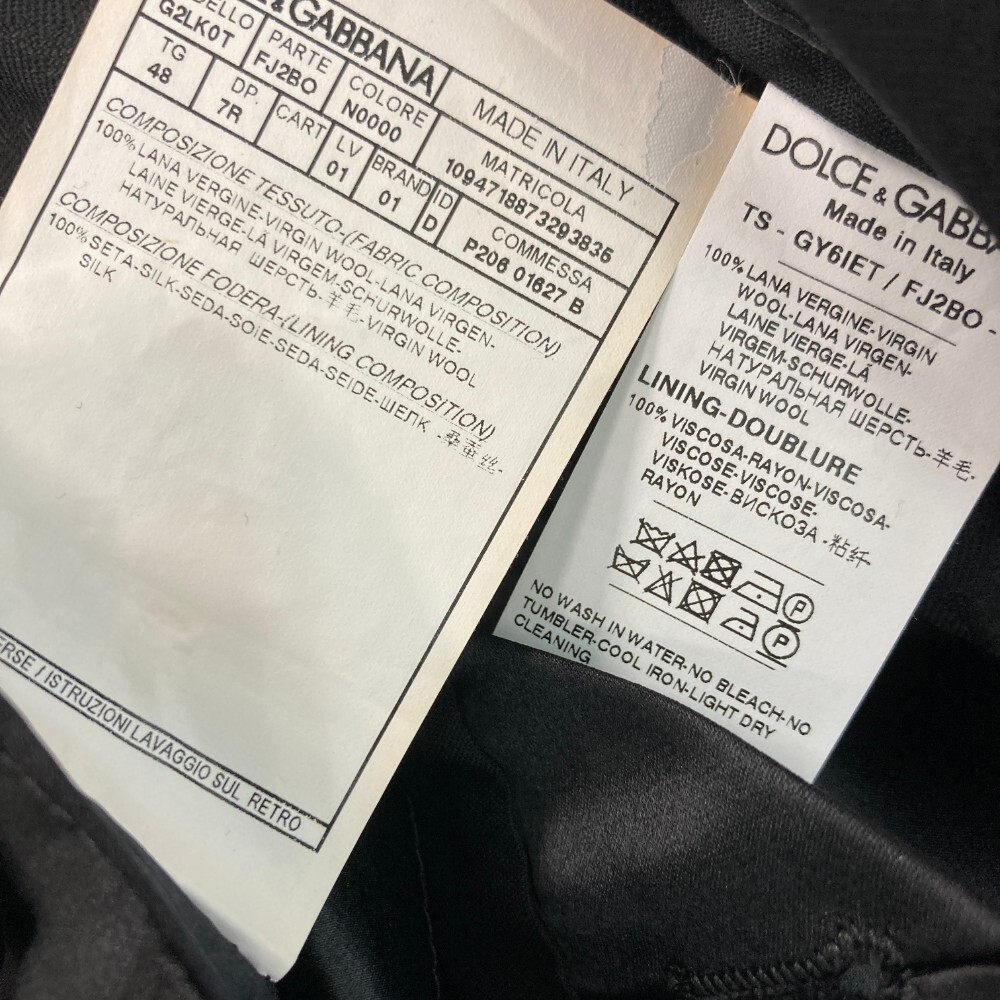 & GABBANA
MADE IN ITALY
G2LK0T
PARTE
FJ2BO
COLORE
N0000
MATRICOLA
1094718873293835
TG
48
DP.
7R
CART
LV
01
BRAND
01
ID
D
COMMESSA
P206 01627 B
COMPOSIZIONE TESSUTO-(FABRIC COMPOSITION)
100% LANA VERGINE-VIRGIN WOOL-LANA VIRGEN-
LAINE VIERGE-LÃ VIRGEM-SCHURWOLLE-
НАТУРАЛЬНАЯ ШЕРСТЬ-羊毛-VIRGIN WOOL
COMPOSIZIONE FODERA-(LINING COMPOSITION)
100% SETA-SILK-SEDA-SOIE-SEDA-SEIDE-ШЕЛК -桑蚕丝-
SILK
ISTRUZIONI LAVAGGIO SUL RETRO
DOLCE & GABBA
Made in Italy
TS - GY6IET / FJ2BO -
100% LANA VERGINE-VIRGIN
WOOL-LANA VIRGEN-
LAINE VIERGE-LÃ
VIRGEM-SCHURWOLLE-
НАТУРАЛЬНАЯ ШЕРСТЬ-羊毛-
VIRGIN WOOL
LINING-DOUBLURE
100% VISCOSA-RAYON-VISCOSA-
VISCOSE-VISCOSE-
VISKOSE-ВИСКОЗА -粘纤-
RAYON
P
P
NO WASH IN WATER-NO BLEACH-NO
TUMBLER-COOL IRON-LIGHT DRY
CLEANING